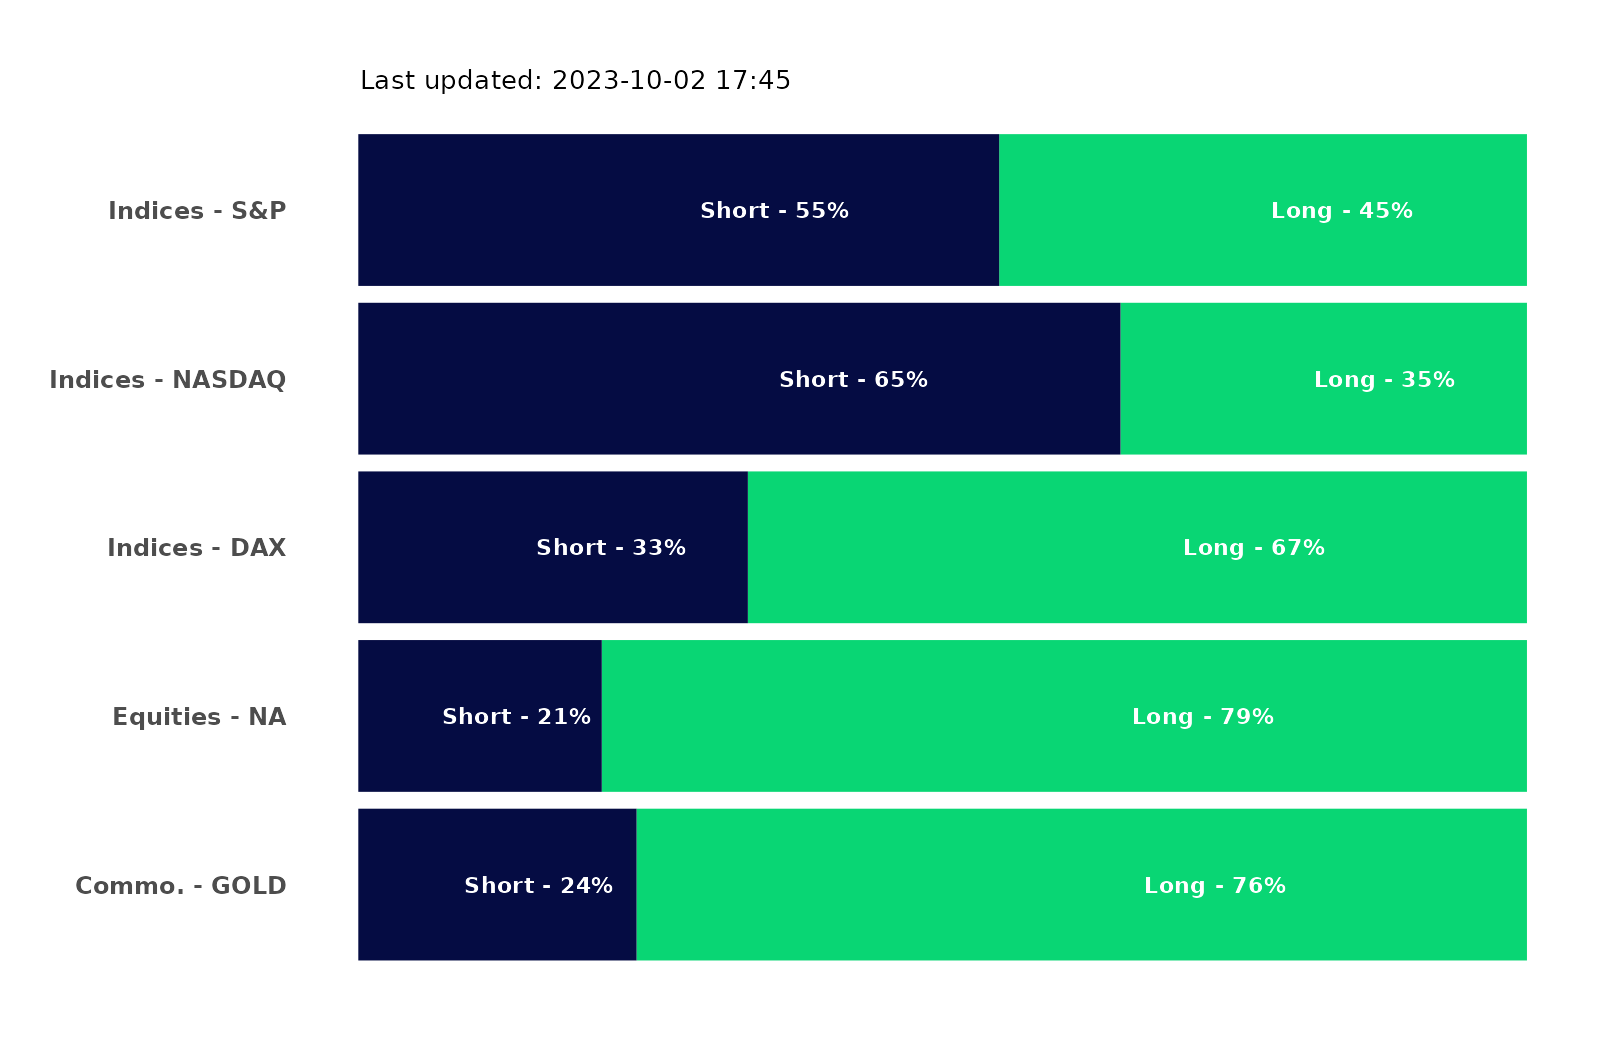 Last updated: 2023-10-02 17:45
Indices - S&P Short - 55% Long - 45%
Indices - NASDAQ Short - 65% Long - 35%
Indices - DAX Short - 33% Long - 67%
Equities - NA Short - 21% Long - 79%
Commo. - GOLD Short - 24% Long - 76%